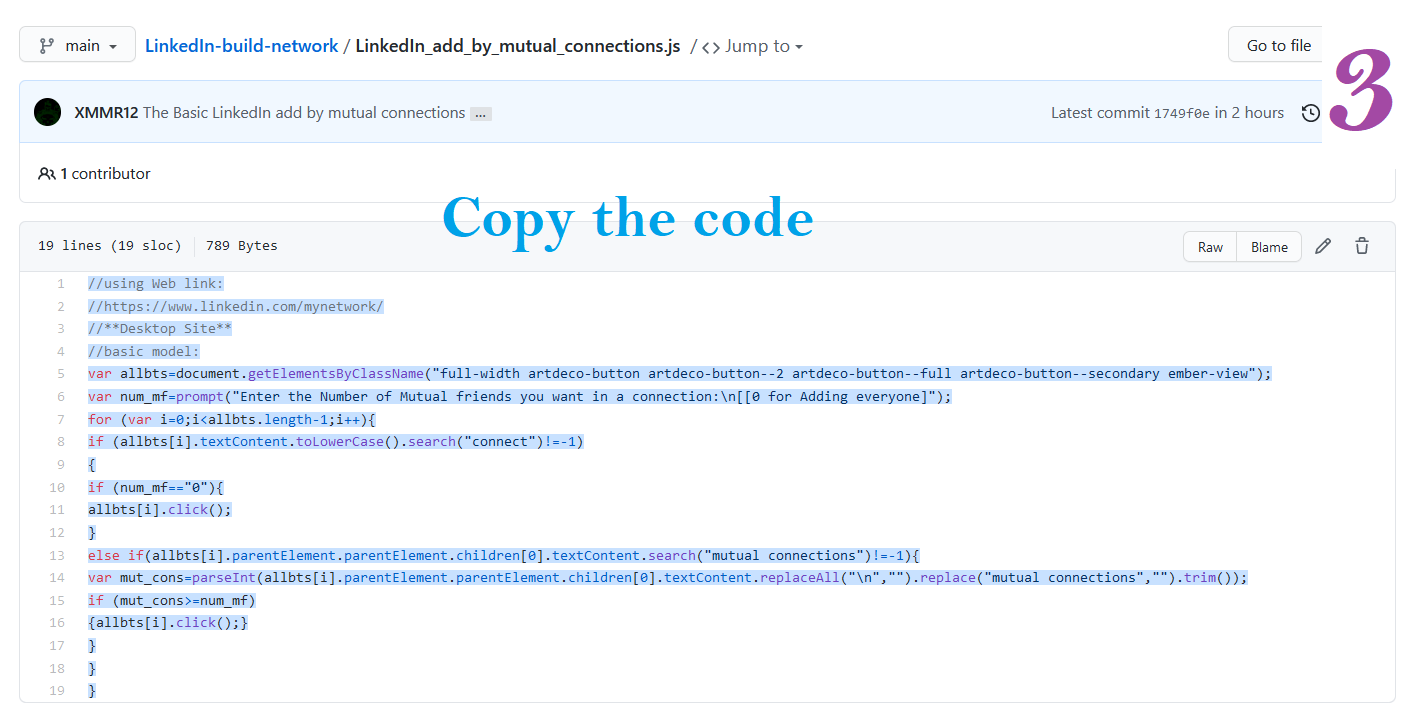 main
LinkedIn-build-network / LinkedIn_add_by_mutual_connections.js / <> Jump to
Go to file
3
XMMR12 The Basic LinkedIn add by mutual connections ...
Latest commit 1749f0e in 2 hours
1 contributor
Copy the code
19 lines (19 sloc) 789 Bytes
Raw Blame
1 //using Web link:
2 //https://www.linkedin.com/mynetwork/
3 //**Desktop Site**
4 //basic model:
5 var allbts=document.getElementsByClassName("full-width artdeco-button artdeco-button--2 artdeco-button--full artdeco-button--secondary ember-view");
6 var num_mf=prompt("Enter the Number of Mutual friends you want in a connection:\n[[0 for Adding everyone]");
7 for (var i=0;i<allbts.length-1;i++){
8 if (allbts[i].textContent.toLowerCase().search("connect")!=-1)
9 {
10 if (num_mf=="0"){
11 allbts[i].click();
12 }
13 else if(allbts[i].parentElement.parentElement.children[0].textContent.search("mutual connections")!=-1){
14 var mut_cons=parseInt(allbts[i].parentElement.parentElement.children[0].textContent.replaceAll("\n","").replace("mutual connections","").trim());
15 if (mut_cons>=num_mf)
16 {allbts[i].click();}
17 }
18 }
19 }